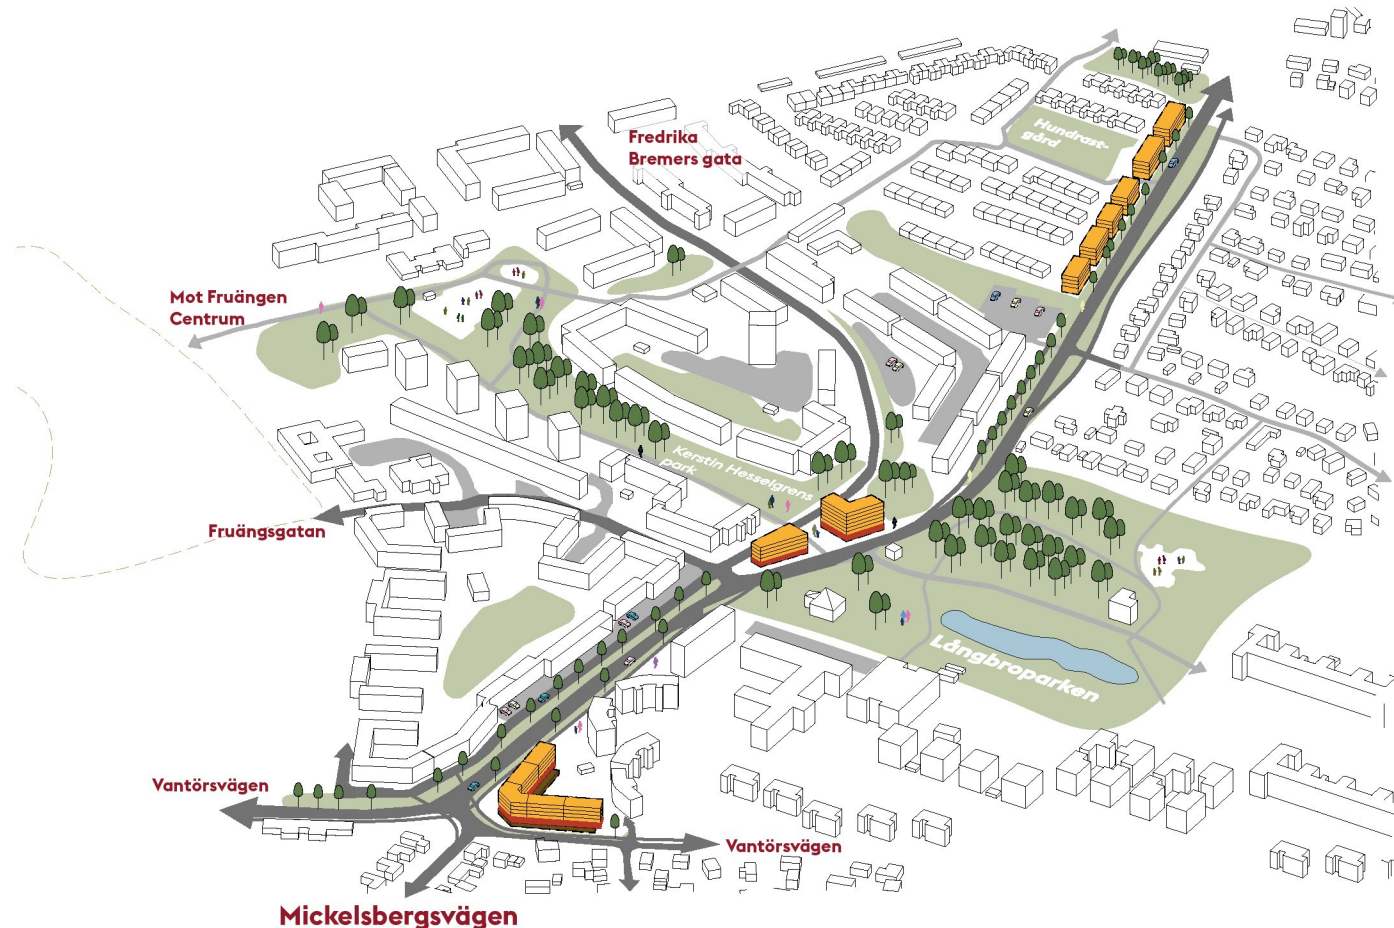 Fredrika
Bremers gata
Hundrast-
gård
Mot Fruängen
Centrum
Kerstin Hesselgrens
park
Fruängsgatan
Långbroparken
Vantörsvägen
Vantörsvägen
Mickelsbergsvägen